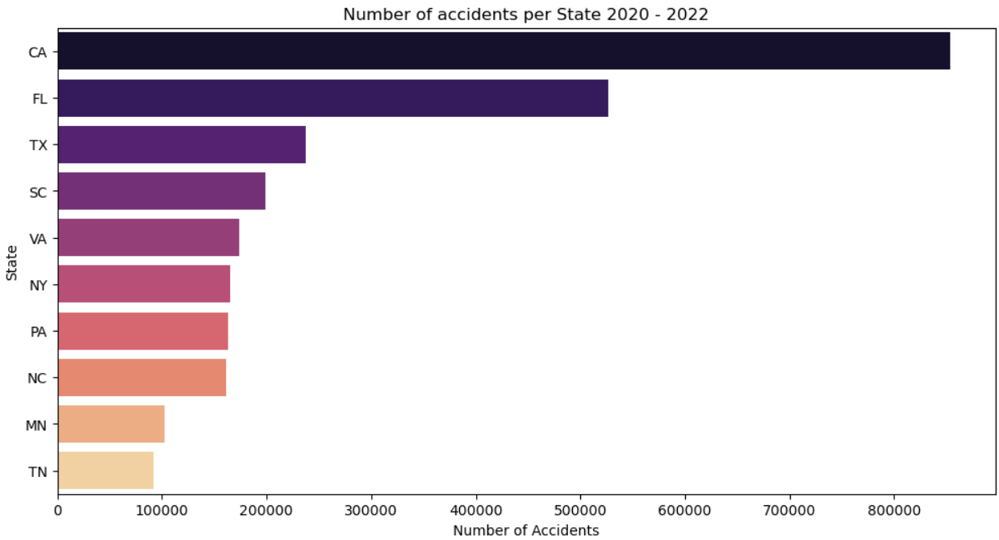 Number of accidents per State 2020 - 2022
CA
FL
TX
SC
VA
NY
PA
NC
MN
TN
State
0 100000 200000 300000 400000 500000 600000 700000 800000
Number of Accidents